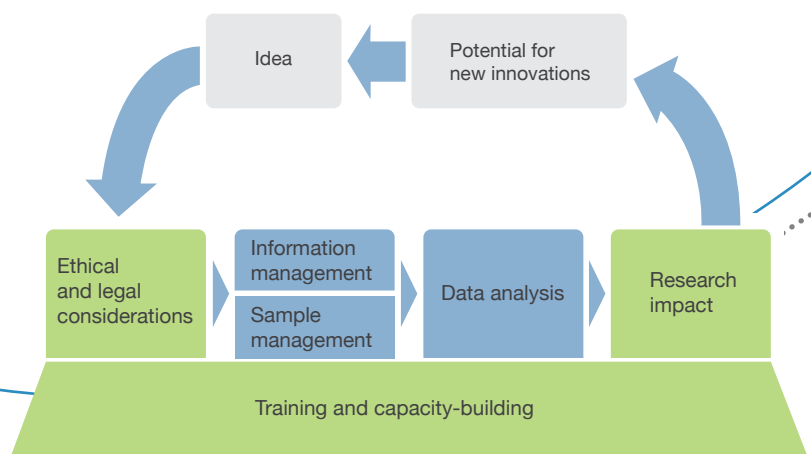 Idea
Potential for
new innovations
Ethical
and legal
considerations
Information
management
Sample
management
Data analysis
Research
impact
Training and capacity-building